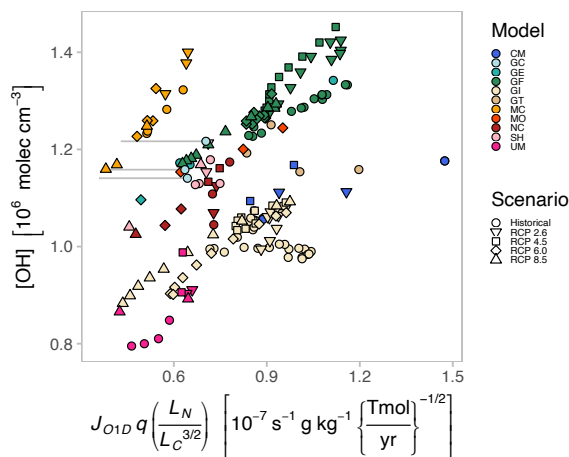 1.4
1.2
1.0
0.8
[OH] [10⁶ molec cm⁻³]
0.6 0.9 1.2 1.5
J_{O1D} q (L_N / L_C^{3/2}) [10⁻⁷ s⁻¹ g kg⁻¹ {Tmol / yr}^{-1/2}]
Model
CM
GC
GE
GF
GI
GT
MC
MO
NC
SH
UM
Scenario
Historical
RCP 2.6
RCP 4.5
RCP 6.0
RCP 8.5